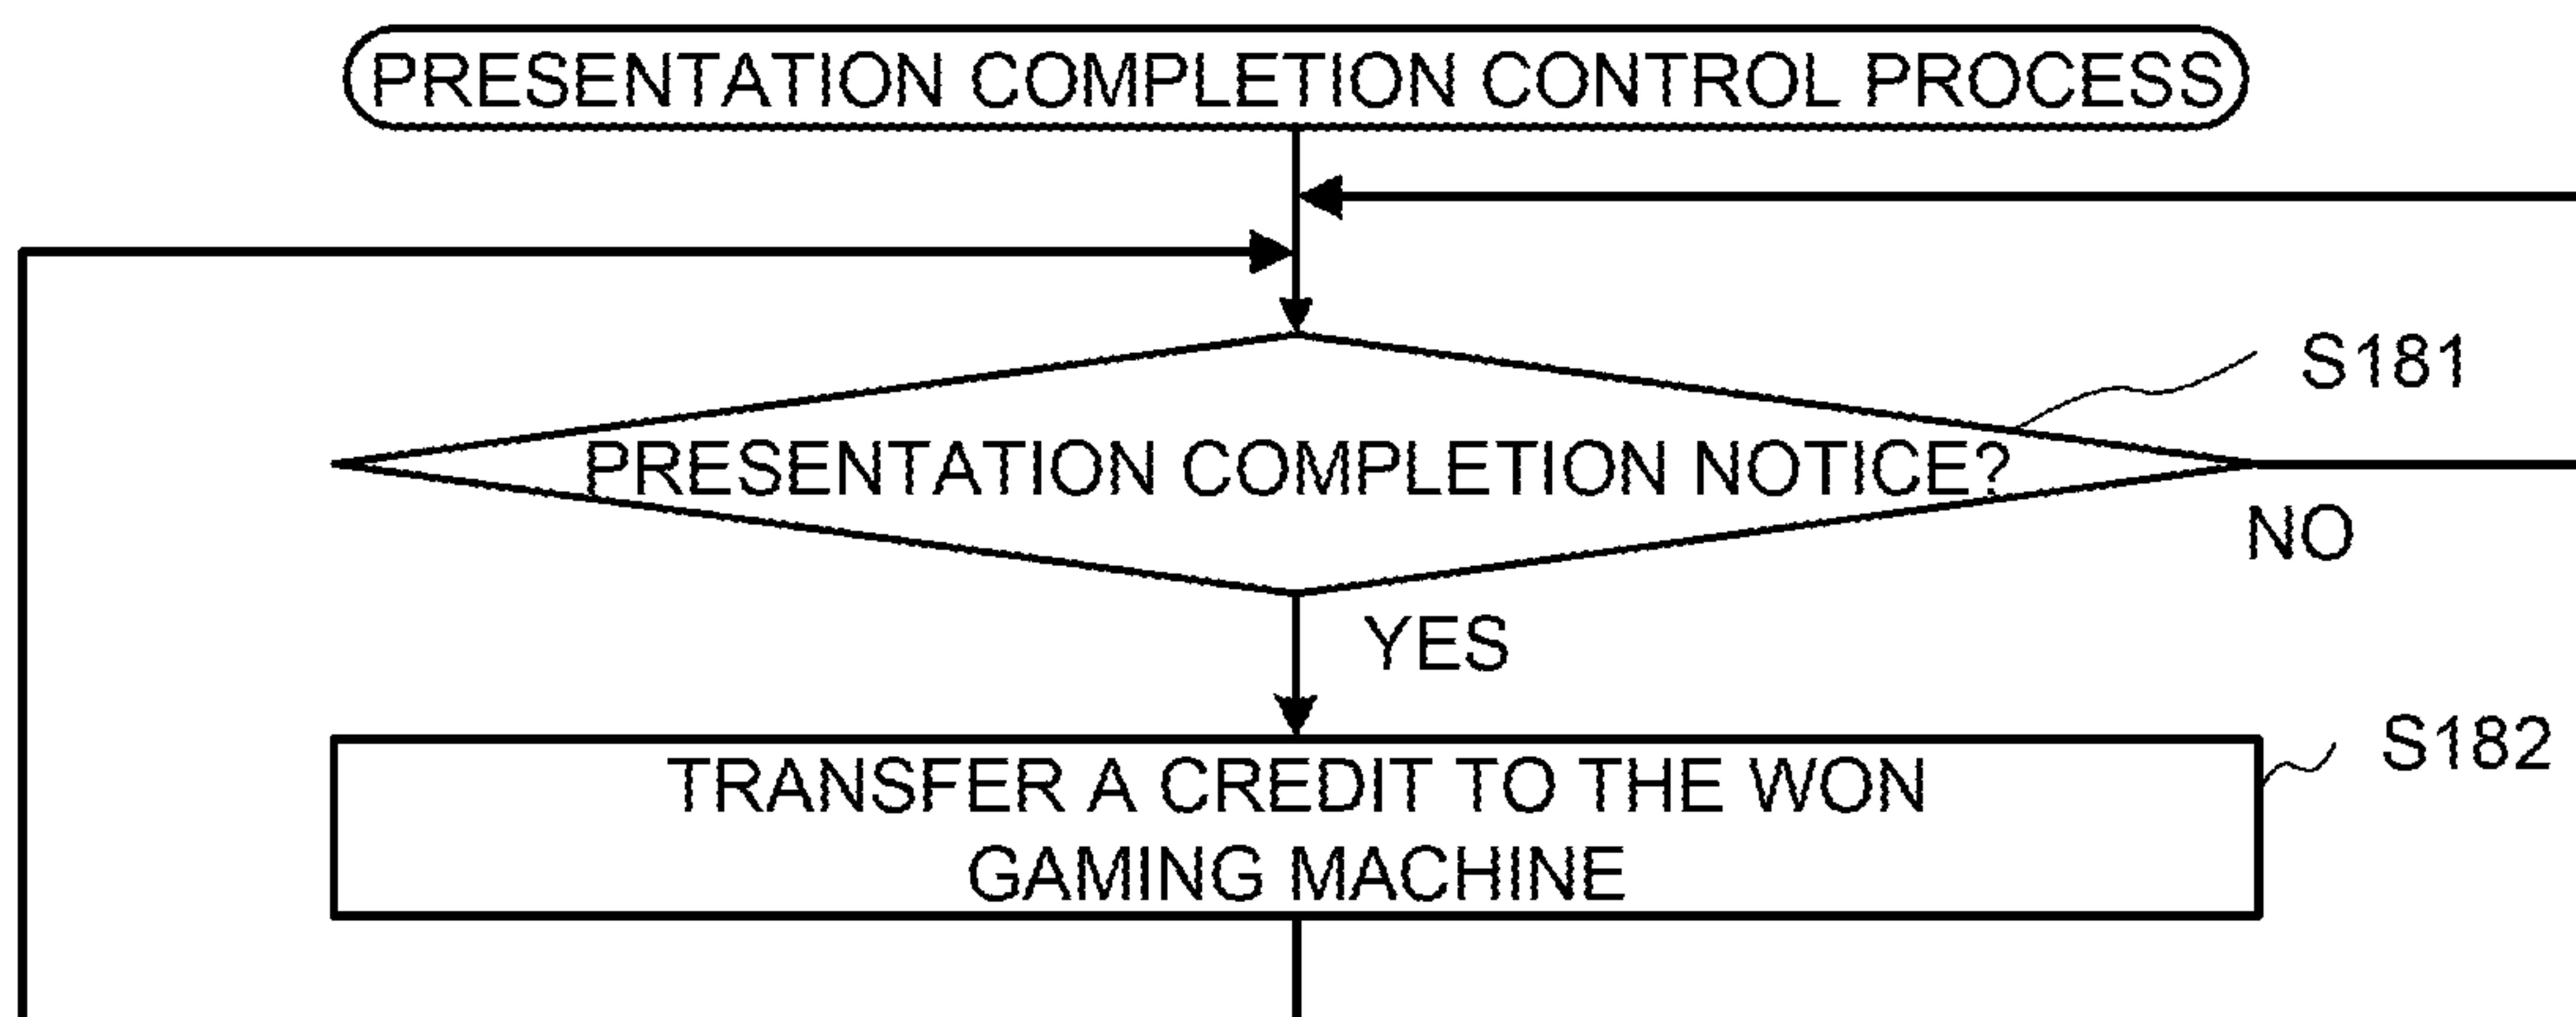 PRESENTATION COMPLETION CONTROL PROCESS
S181
PRESENTATION COMPLETION NOTICE?
NO
YES
S182
TRANSFER A CREDIT TO THE WON
GAMING MACHINE